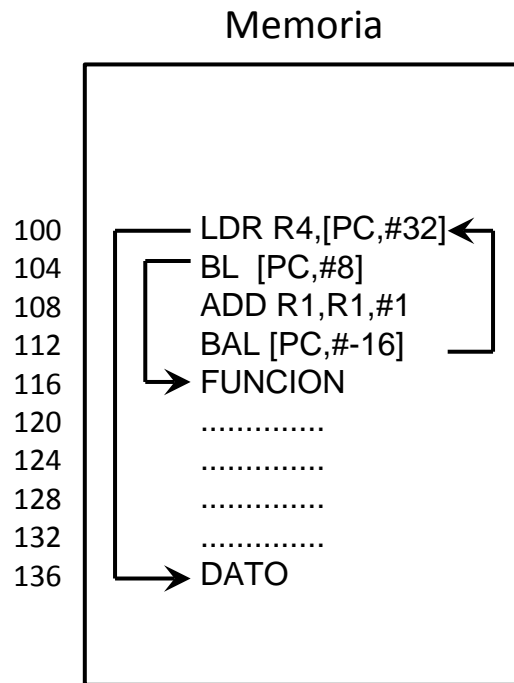 Memoria
100 LDR R4,[PC,#32]
104 BL [PC,#8]
108 ADD R1,R1,#1
112 BAL [PC,#-16]
116 FUNCION
120 ..............
124 ..............
128 ..............
132 ..............
136 DATO